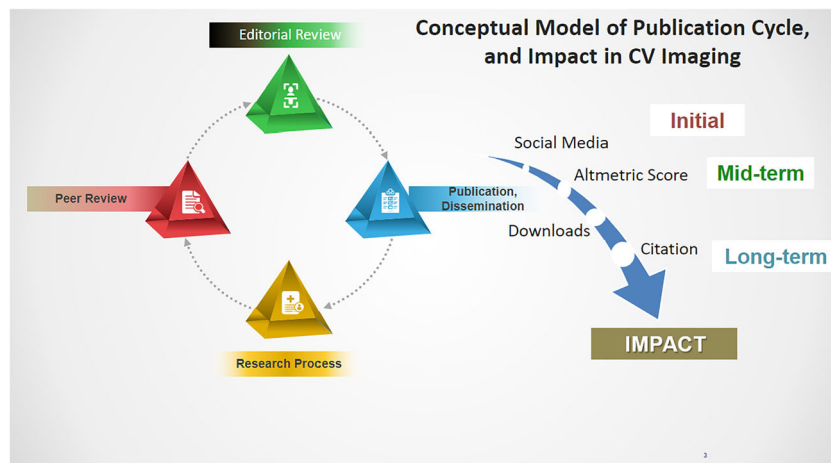 Editorial Review
Conceptual Model of Publication Cycle,
and Impact in CV Imaging
Initial
Social Media
Altmetric Score
Mid-term
Peer Review
Publication,
Dissemination
Downloads
Citation
Long-term
IMPACT
Research Process
3